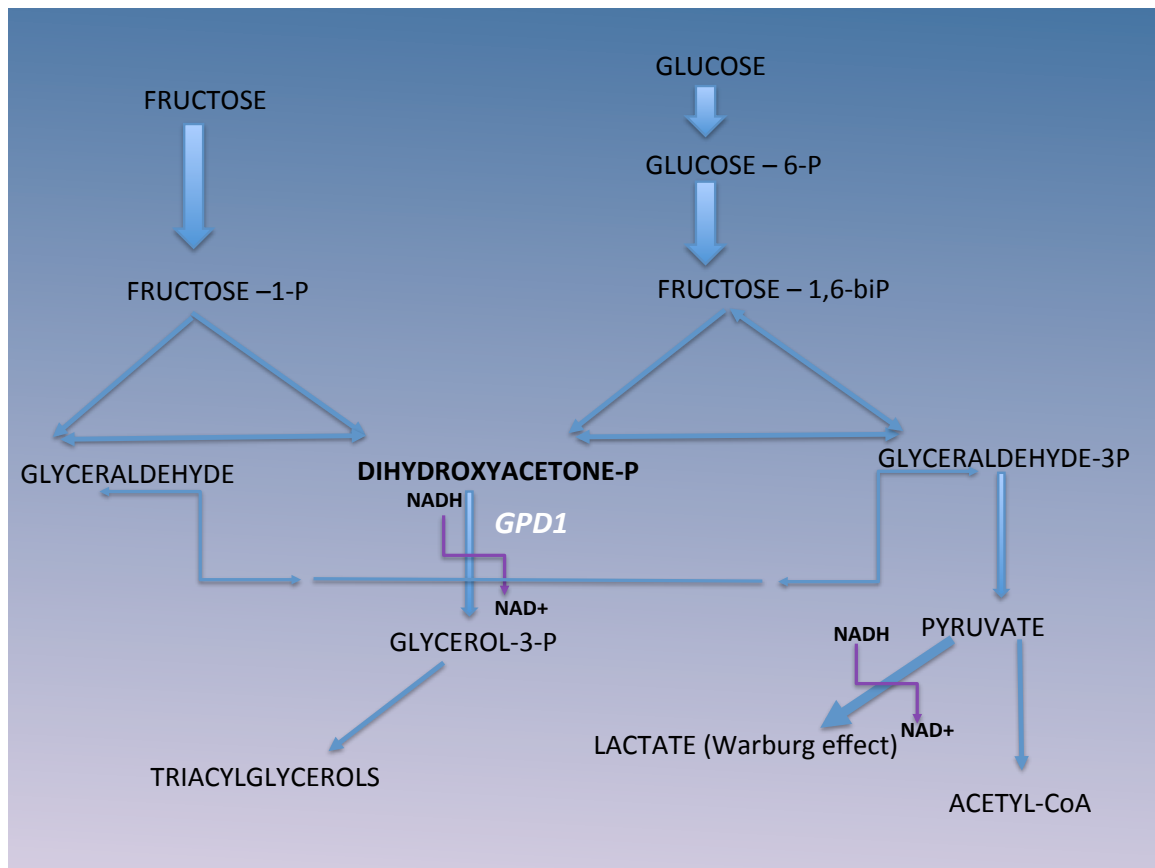 GLUCOSE
FRUCTOSE
GLUCOSE – 6-P
FRUCTOSE –1-P
FRUCTOSE – 1,6-biP
GLYCERALDEHYDE
DIHYDROXYACETONE-P
GLYCERALDEHYDE-3P
NADH
GPD1
NAD+
GLYCEROL-3-P
NADH
PYRUVATE
NAD+
LACTATE (Warburg effect)
TRIACYLGLYCEROLS
ACETYL-CoA